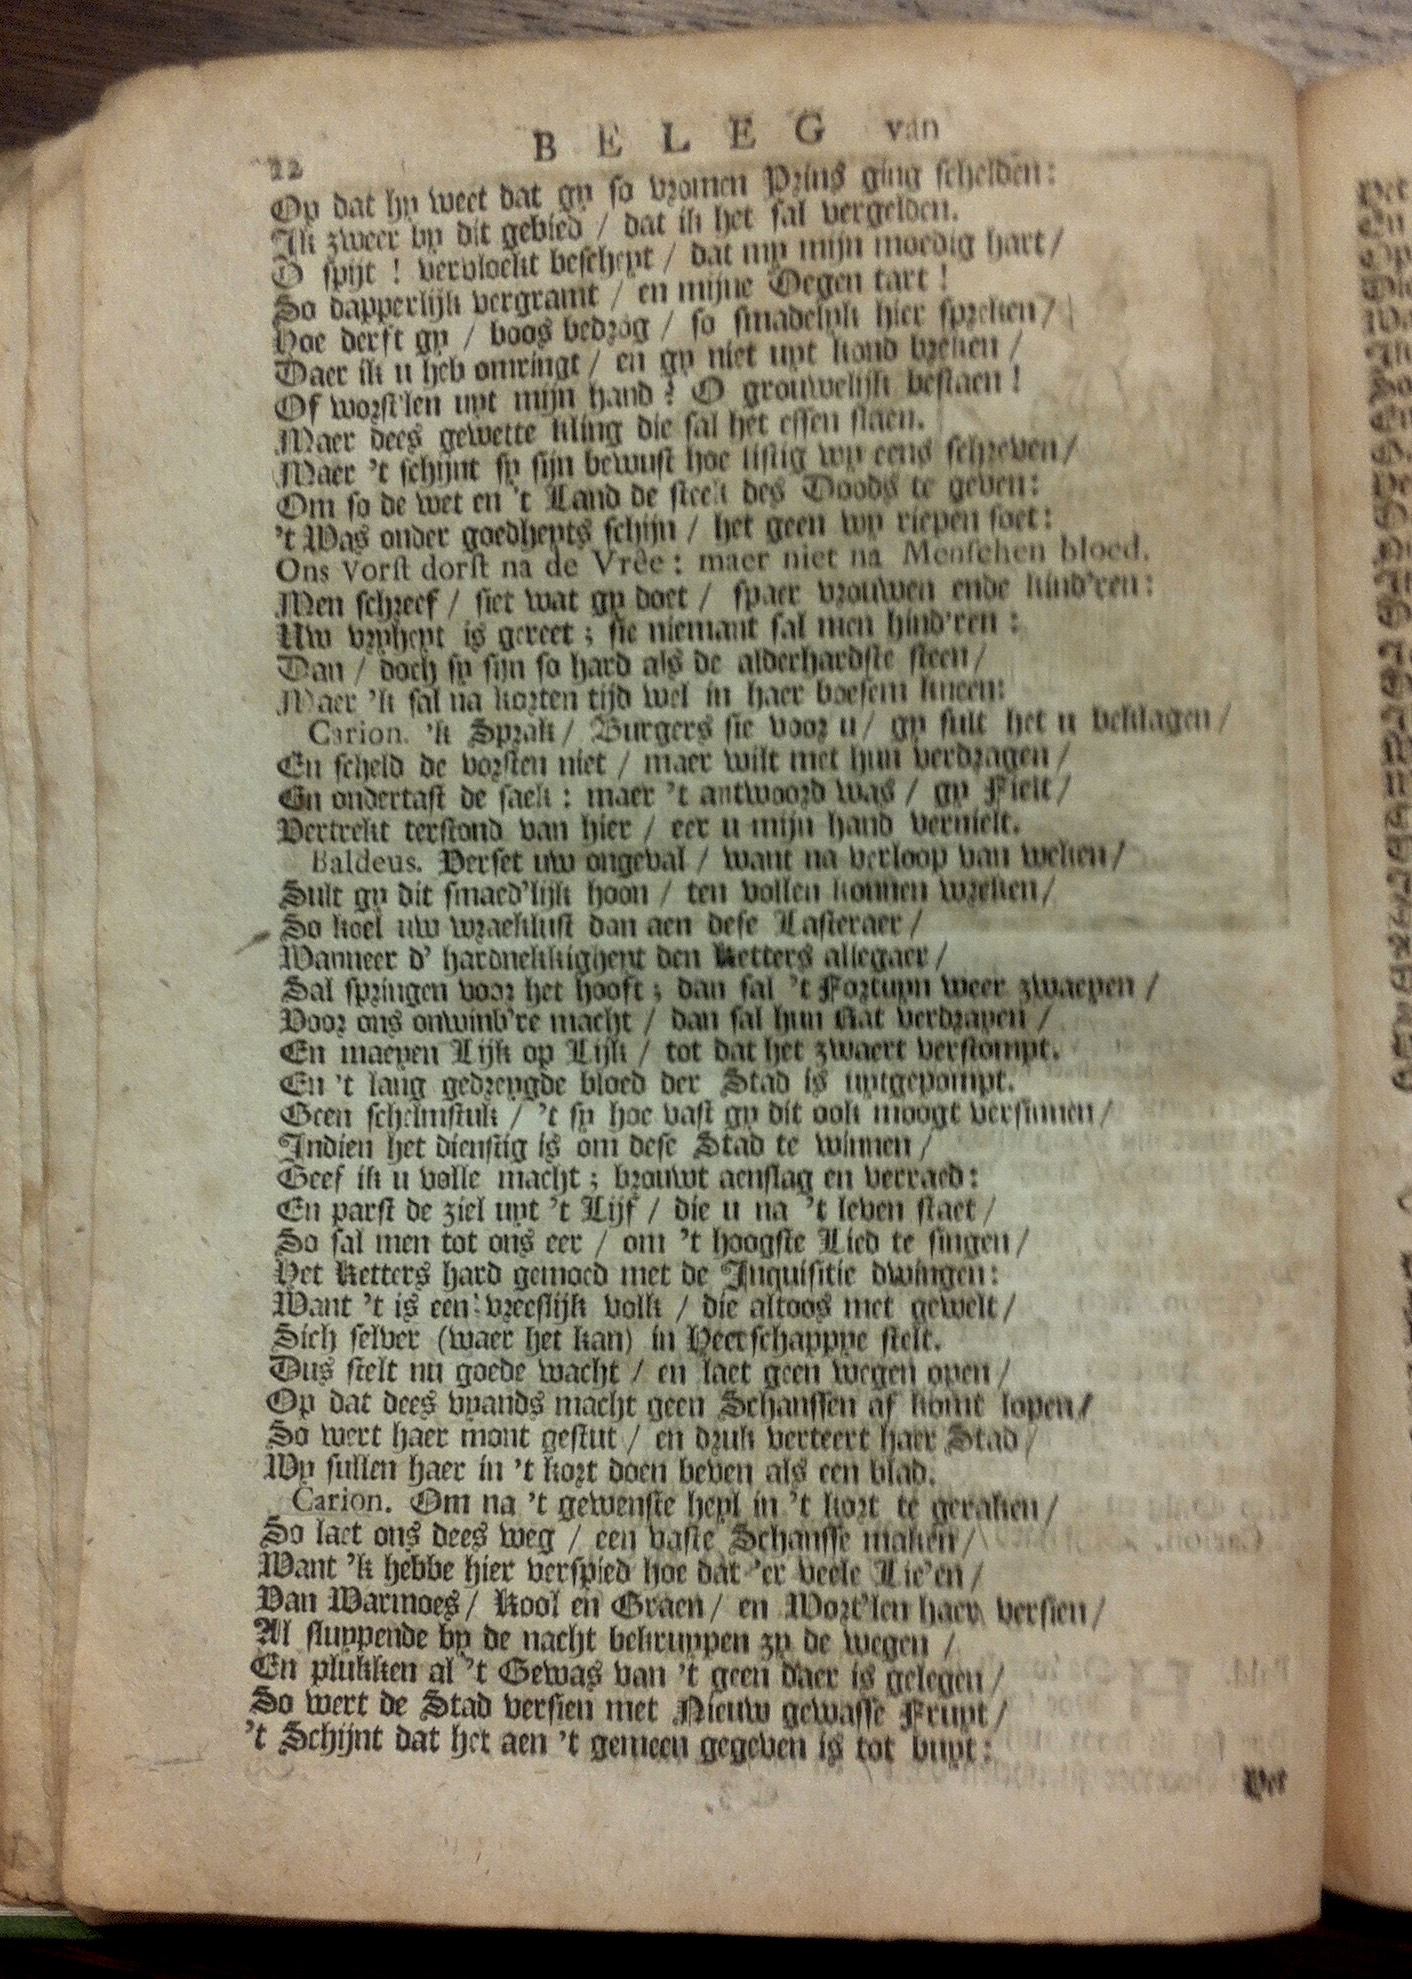 22 BELEG van
Op dat hy weet dat gy so vromen Prins ging schelden:
Ik zweer by dit gebied / dat ik het sal vergelden.
O spijt ! vervloekt bescheyt / dat my mijn moedig hart /
So dapperlijk vergramt / en mijne Degen tart !
Hoe derft gy / boos bedrog / so smadelijk hier spreken /
Daer ik u heb omringt / en gy niet uyt kond breken /
Of worst'len uyt mijn hand ? O grouwelijk bestaen !
Maer dees gewette kling die sal het effen slaen.
Maer 't schijnt sy sijn bewust hoe listig wy eens schreven /
Om so de wet en 't Land de steek des Doods te geven:
't Was onder goedheyts schijn / het geen wy riepen soet:
Ons Vorst dorst na de Vrêe: maer niet na Menschen bloed.
Men schreef / siet wat gy doet / spaer vrouwen ende kind'ren:
Uw vryheyt is gereet ; sie niemant sal men hind'ren :
Dan / doch sy sijn so hard als de alderhardste steen /
Maer 'k sal na korten tijd wel in haer boesem kneen:
Carion. 'k Sprak / Burgers sie voor u / gy sult het u beklagen /
En scheld de vorsten niet / maer wilt met hun verdragen /
En ondertast de saek : maer 't antwoord was / gy Fielt /
Vertrekt terstond van hier / eer u mijn hand vernielt.
Baldeus. Verset uw ongeval / want na verloop van weken /
Sult gy dit smaed'lijk hoon / ten vollen konnen wreken /
So koel uw wraeklust dan aen dese Lasteraer /
Wanneer d' hardnekkigheyt den Ketters allegaer /
Sal springen voor het hooft ; dan sal 't Fortuyn weer zwaeyen /
Voor ons onwinb're macht / dan sal hun Rat verdrayen /
En maeyen Lijk op Lijk / tot dat het zwaert verstompt.
En 't lang gedreygde bloed der Stad is uytgepompt.
Geen schelmstuk / 't sy hoe vast gy dit ook moogt versinnen /
Indien het dienstig is om dese Stad te winnen /
Geef ik u volle macht ; brouwt aenslag en verraed:
En parst de ziel uyt 't Lijf / die u na 't leven staet /
So sal men tot ons eer / om 't hoogste Lied te singen /
Het Ketters hard gemoed met de Inquisitie dwingen:
Want 't is een vreeslijk volk / die altoos met gewelt /
Sich selver (waer het kan) in Heerschappye stelt.
Dus stelt nu goede wacht / en laet geen wegen open /
Op dat dees vyands macht geen Schanssen af komt lopen /
So wert haer mont gestut / en druk verteert haer Stad /
Wy sullen haer in 't kort doen beven als een blad.
Carion. Om na 't gewenste heyl in 't kort te geraken /
So laet ons dees weg / een vaste Schansse maken /
Want 'k hebbe hier verspied hoe dat 'er veele Lie'en /
Van Warmoes / Kool en Graen / en Wort'len haer versien /
Al sluypende by de nacht bekruypen zy de wegen /
En plukken al 't Gewas van 't geen daer is gelegen /
So wert de Stad versien met Nieuw gewasse Fruyt /
't Schijnt dat het aen 't gemeen gegeven is tot buyt:
Het